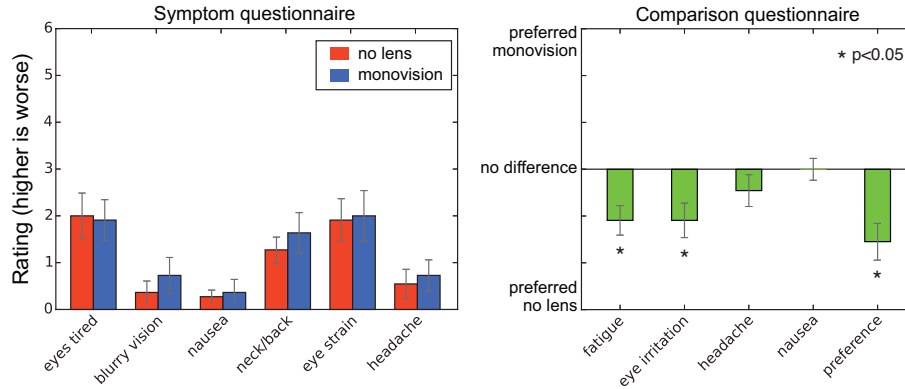 Symptom questionnaire
Rating (higher is worse)
6
5
4
3
2
1
0
no lens
monovision
eyes tired
blurry vision
nausea
neck/back
eye strain
headache
Comparison questionnaire
preferred
monovision
no difference
preferred
no lens
* p<0.05
*
*
*
fatigue
eye irritation
headache
nausea
preference